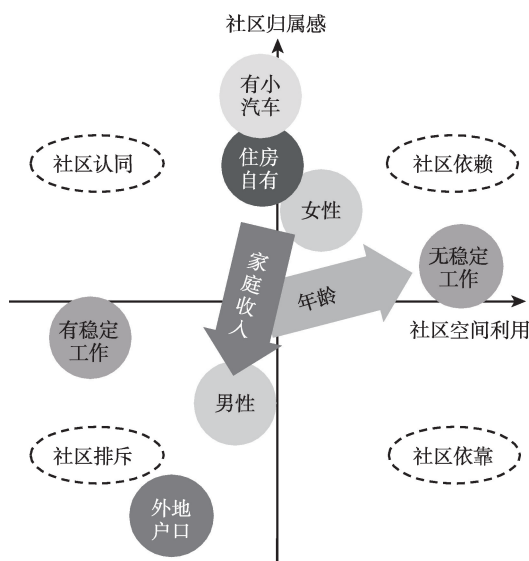 社区归属感
有小
汽车
社区认同
住房
自有
社区依赖
女性
家庭收入
无稳定
工作
年龄
有稳定
工作
社区空间利用
男性
社区排斥
社区依靠
外地
户口